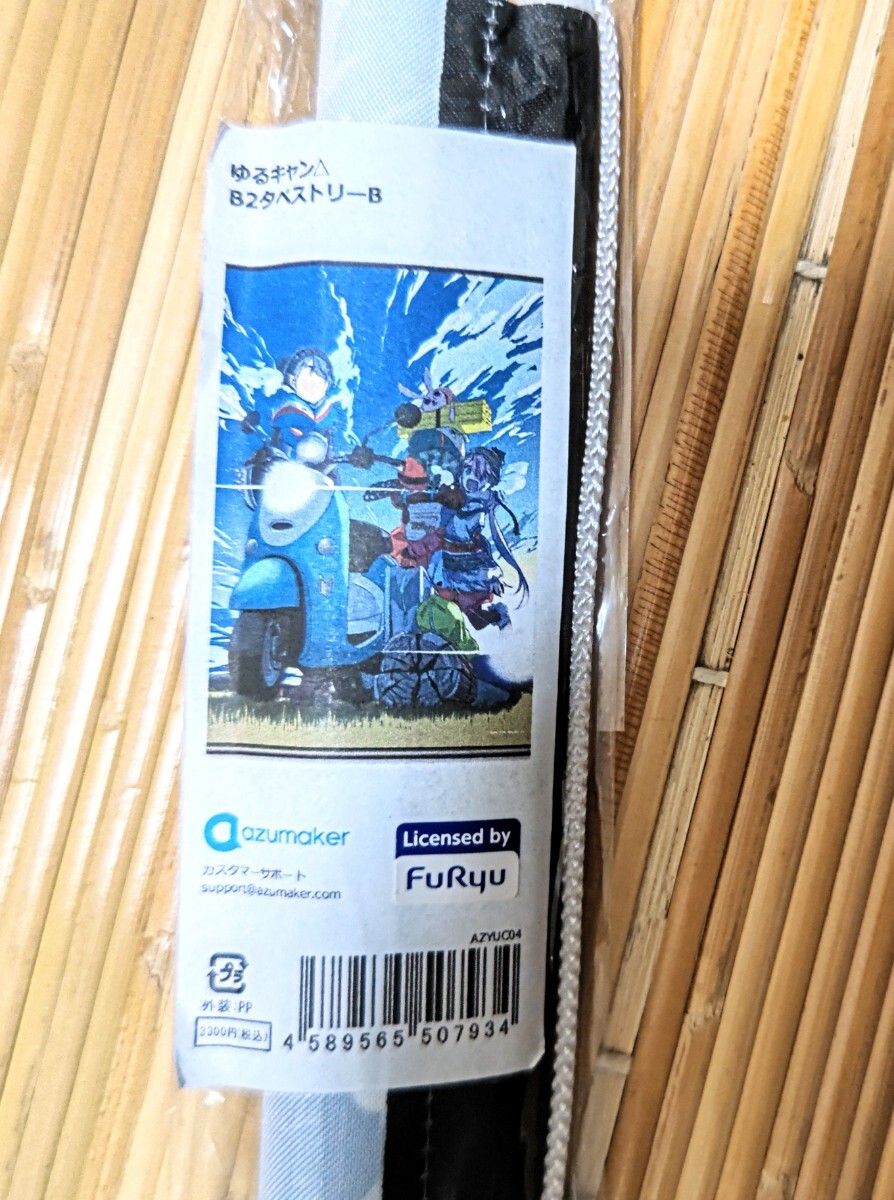 ゆるキャン△
B2タペストリーB
azumaker
カスタマーサポート
support@azumaker.com
Licensed by
FuRyu
AZYUC04
プラ
外装:PP
3300円(税込)
4 589565 507934